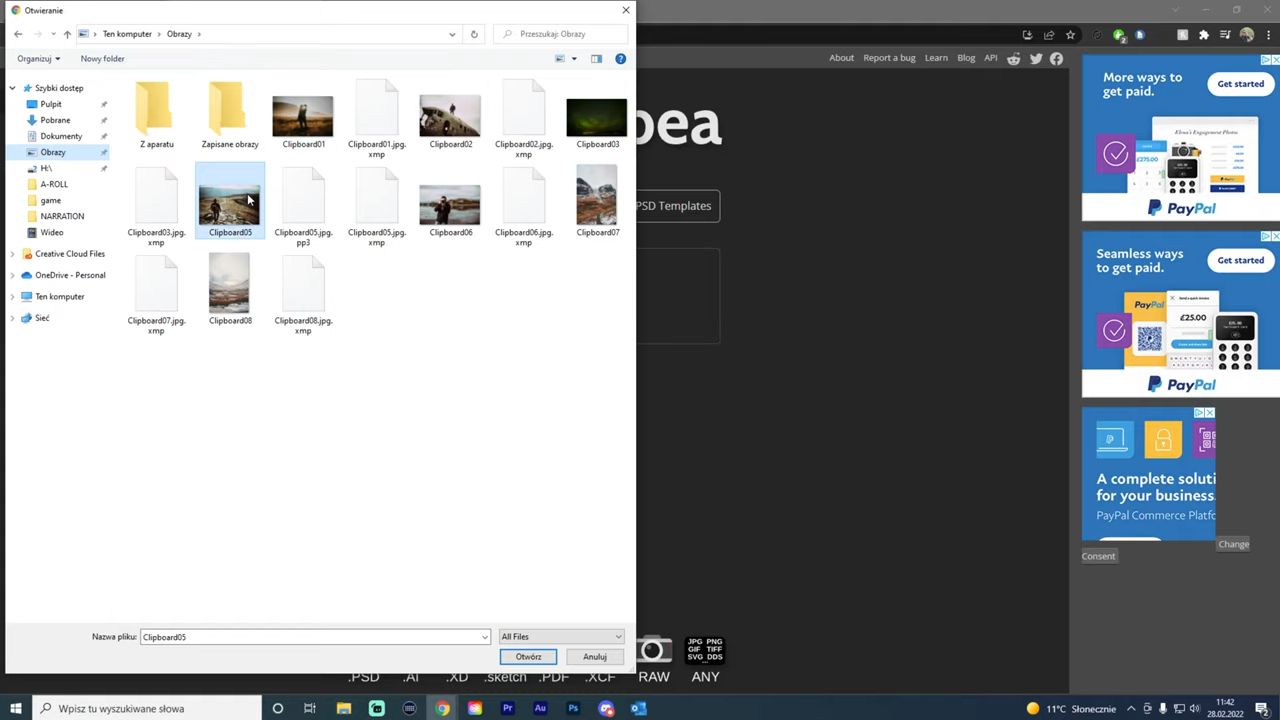 Otwieranie
Ten komputer > Obrazy >
Przeszukaj: Obrazy
Organizuj
Nowy folder
About
Report a bug
Learn
Blog
API
Szybki dostęp
Pulpit
Pobrane
Dokumenty
Obrazy
H:\
A-ROLL
game
NARRATION
Wideo
Creative Cloud Files
OneDrive - Personal
Ten komputer
Sieć
Z aparatu
Zapisane obrazy
Clipboard01
Clipboard01.jpg.
xmp
Clipboard02
Clipboard02.jpg.
xmp
Clipboard03
Clipboard03.jpg.
xmp
Clipboard05
Clipboard05.jpg.
pp3
Clipboard05.jpg.
xmp
Clipboard06
Clipboard06.jpg.
xmp
Clipboard07
Clipboard07.jpg.
xmp
Clipboard08
Clipboard08.jpg.
xmp
pea
PSD Templates
More ways to
get paid.
Get started
PayPal
Seamless ways
to get paid.
Get started
PayPal
£25.00
PayPal
A complete soluti
for your business
PayPal Commerce Platfo
Change
Consent
Nazwa pliku:
Clipboard05
All Files
Otwórz
Anuluj
.PSD
.AI
.XD
.sketch
.PDF
.XCF
RAW
ANY
JPG PNG
GIF TIFF
SVG DDS
Wpisz tu wyszukiwane słowa
Pr
Au
Ps
11°C Słonecznie
11:42
28.02.2022
2